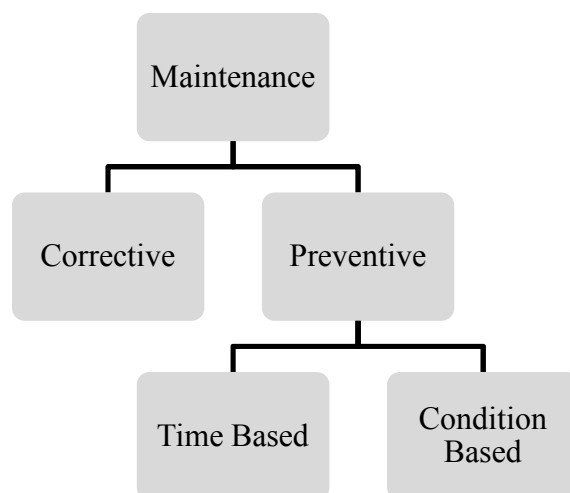 Maintenance
Corrective
Preventive
Time Based
Condition
Based